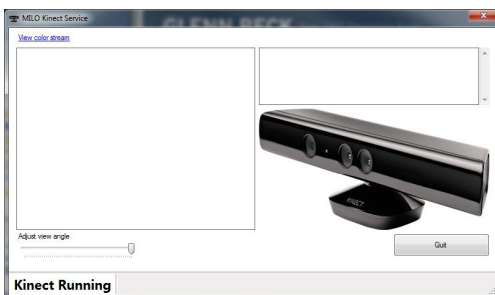 GLENN BECK
MILO Kinect Service
View color stream
KINECT
Adjust view angle
Quit
Kinect Running